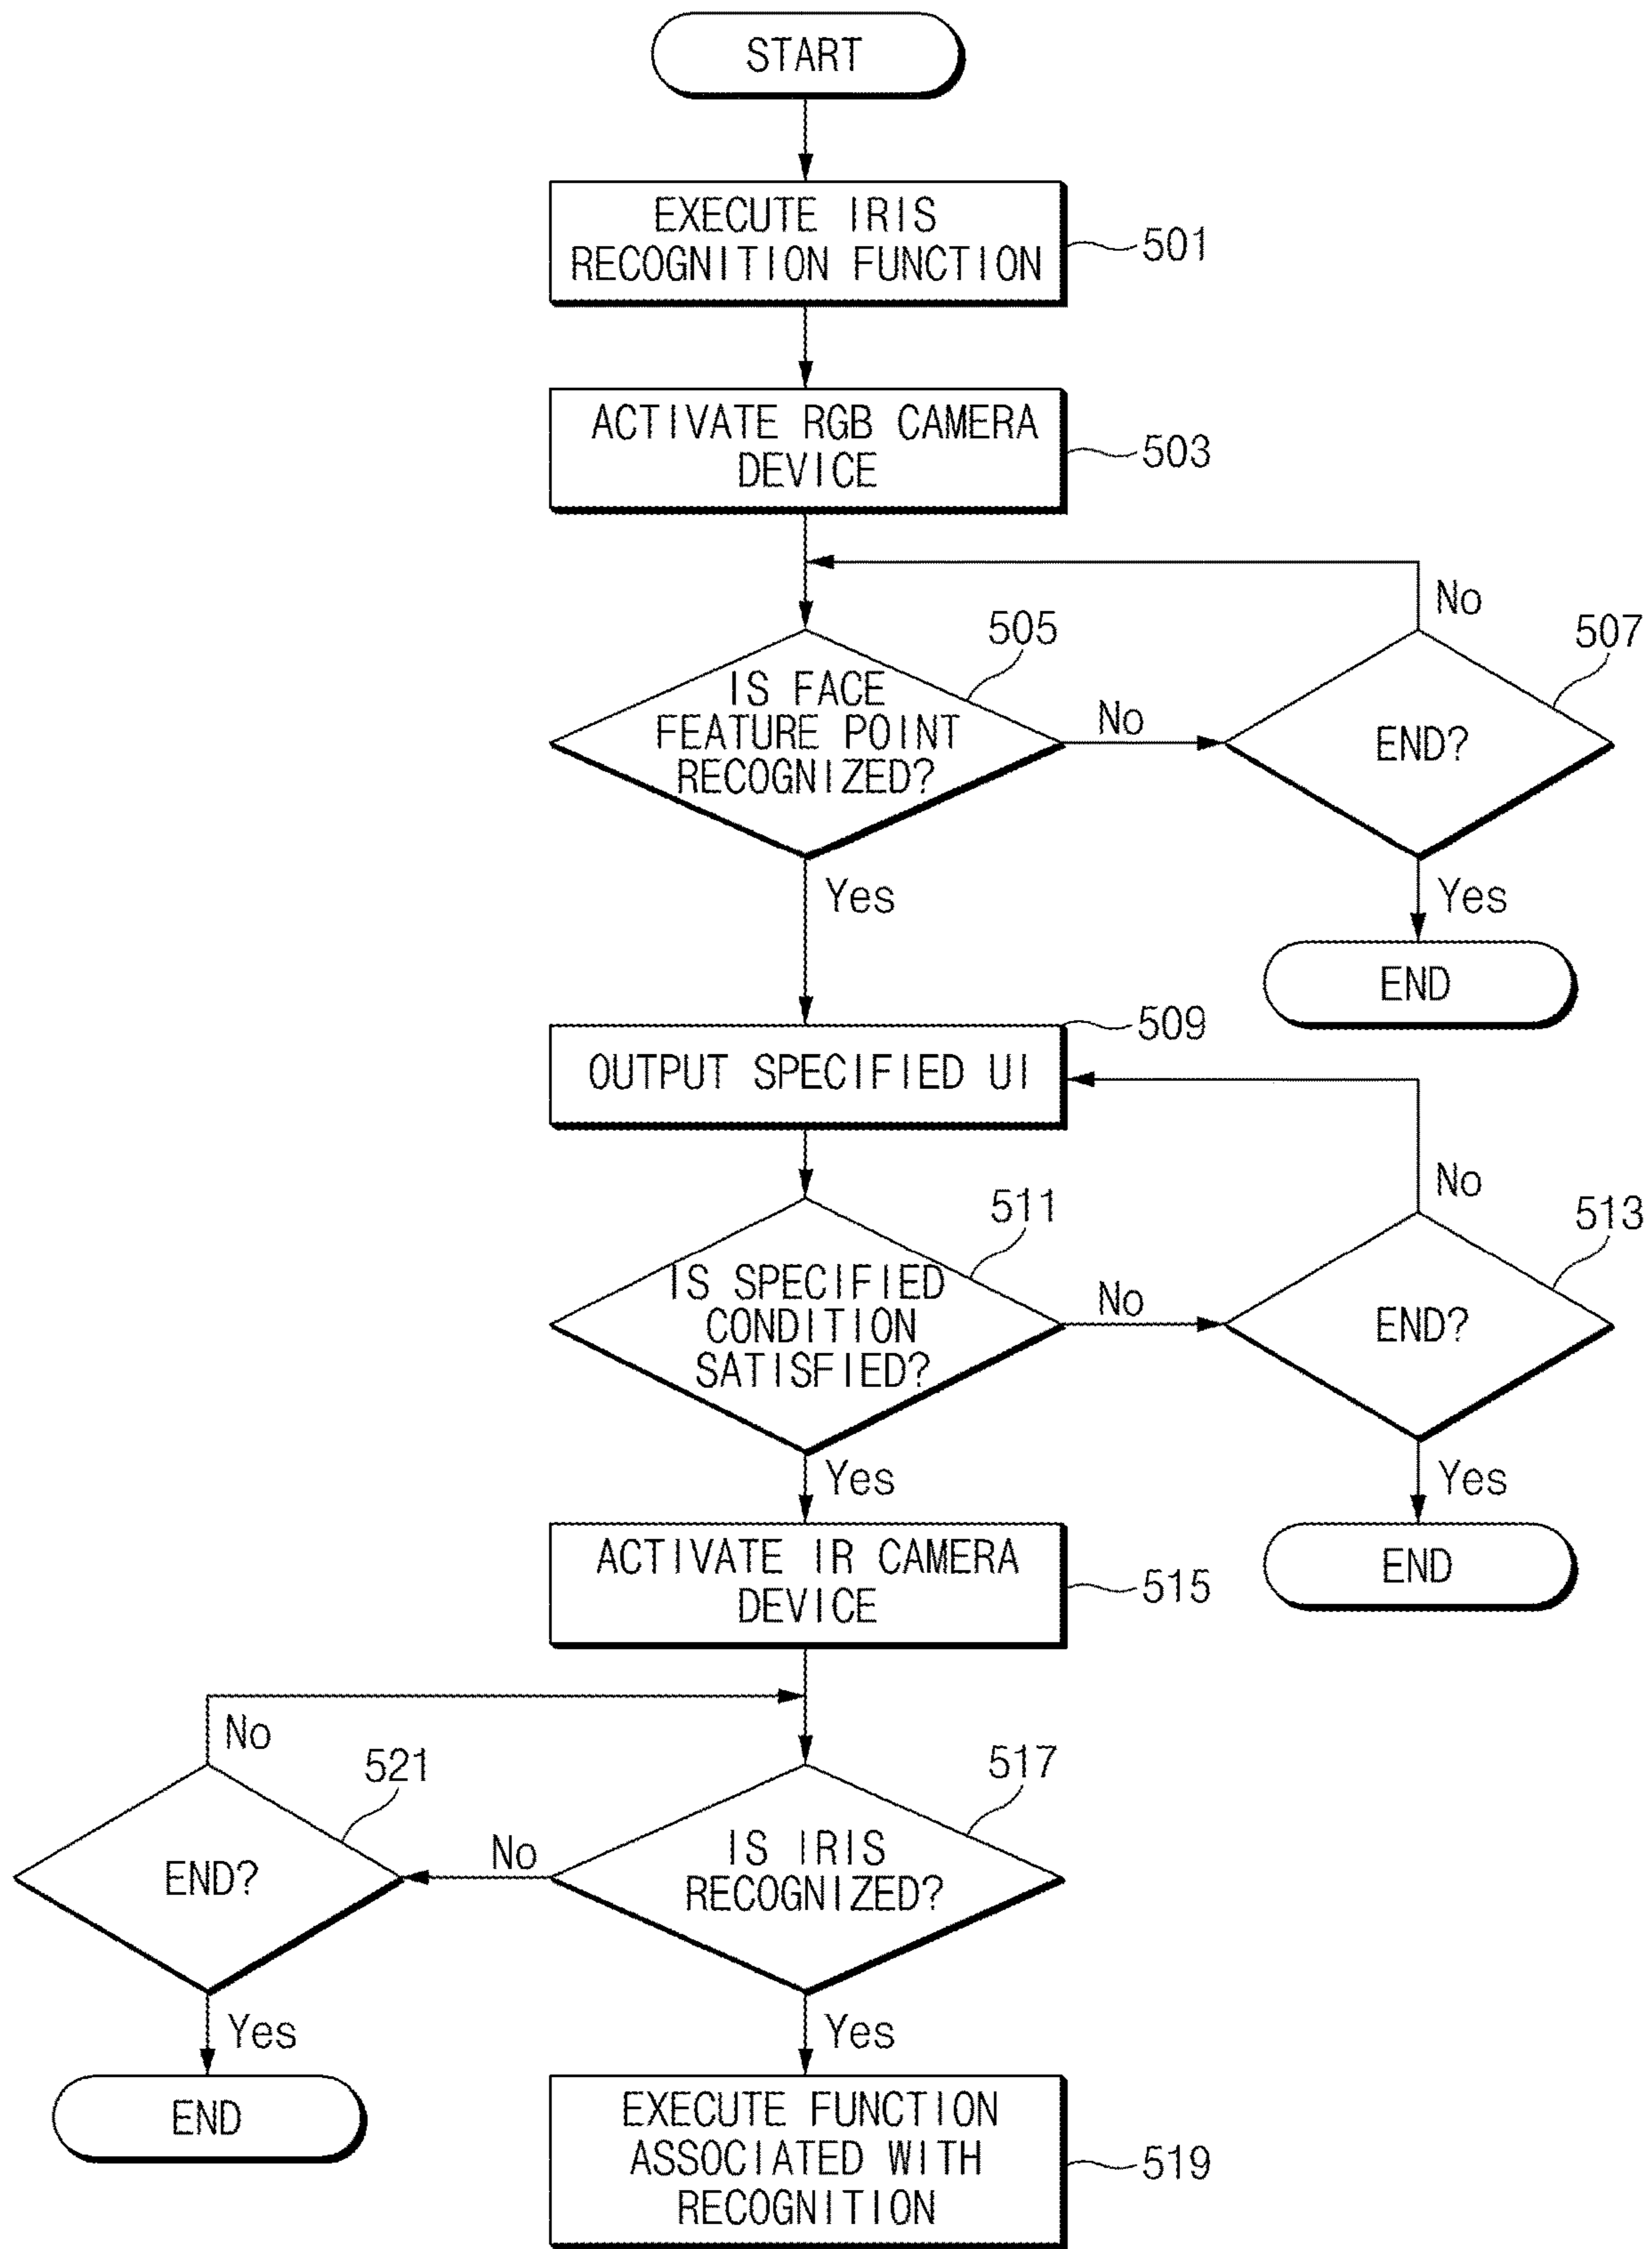 START
EXECUTE IRIS
RECOGNITION FUNCTION
501
ACTIVATE RGB CAMERA
DEVICE
503
No
505
507
IS FACE
FEATURE POINT
RECOGNIZED?
No
END?
Yes
Yes
END
509
OUTPUT SPECIFIED UI
No
511
513
IS SPECIFIED
CONDITION
SATISFIED?
No
END?
Yes
Yes
ACTIVATE IR CAMERA
DEVICE
515
END
No
521
517
END?
No
IS IRIS
RECOGNIZED?
Yes
Yes
END
EXECUTE FUNCTION
ASSOCIATED WITH
RECOGNITION
519